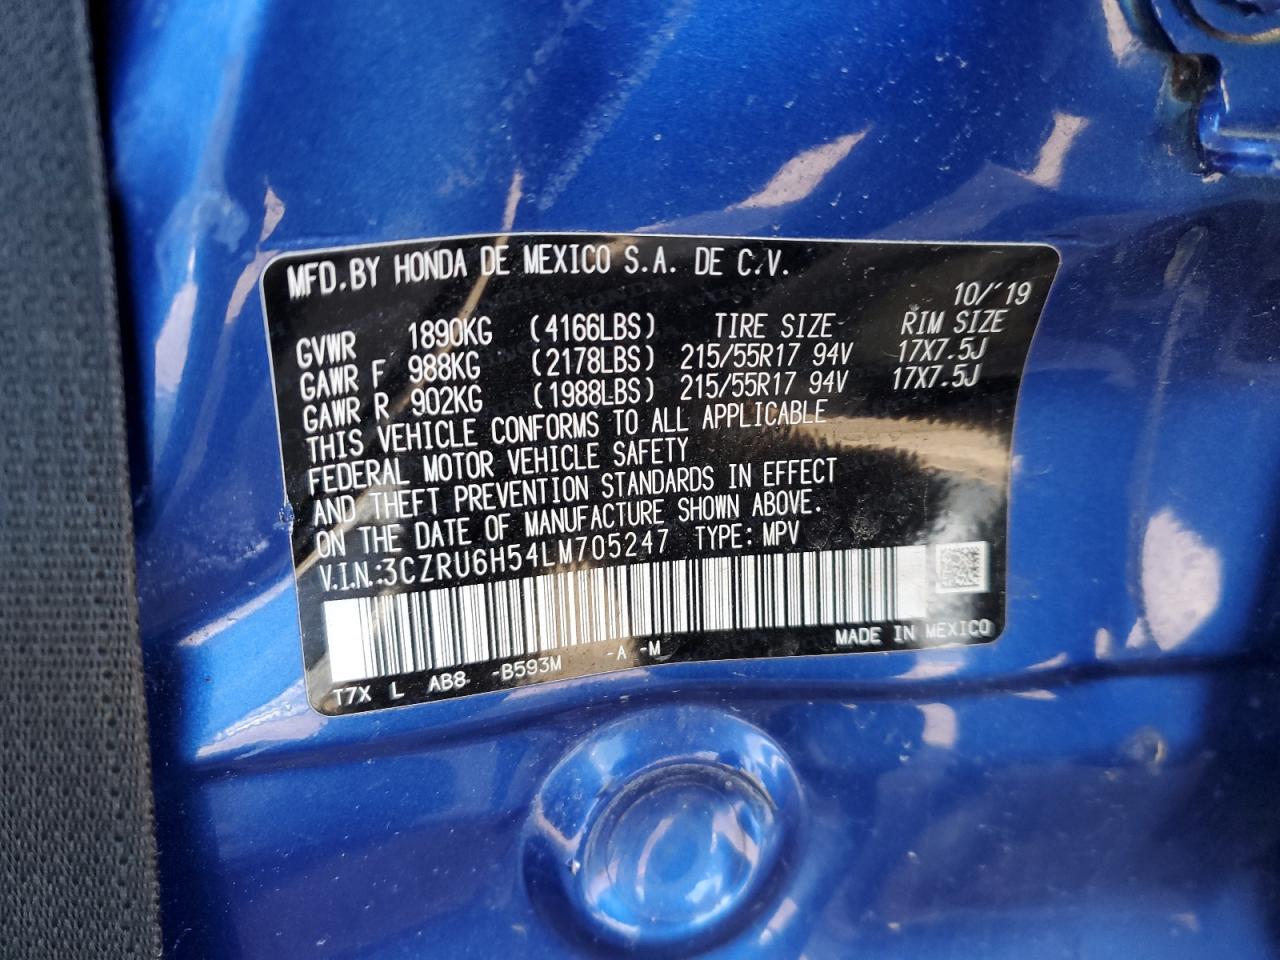 MFD.BY HONDA DE MEXICO S.A. DE C.V.
10/'19
GVWR 1890KG (4166LBS) TIRE SIZE RIM SIZE
GAWR F 988KG (2178LBS) 215/55R17 94V 17X7.5J
GAWR R 902KG (1988LBS) 215/55R17 94V 17X7.5J
THIS VEHICLE CONFORMS TO ALL APPLICABLE
FEDERAL MOTOR VEHICLE SAFETY
AND THEFT PREVENTION STANDARDS IN EFFECT
ON THE DATE OF MANUFACTURE SHOWN ABOVE.
V.I.N.:3CZRU6H54LM705247 TYPE: MPV
T7X L AB8 -B593M -A -M MADE IN MEXICO